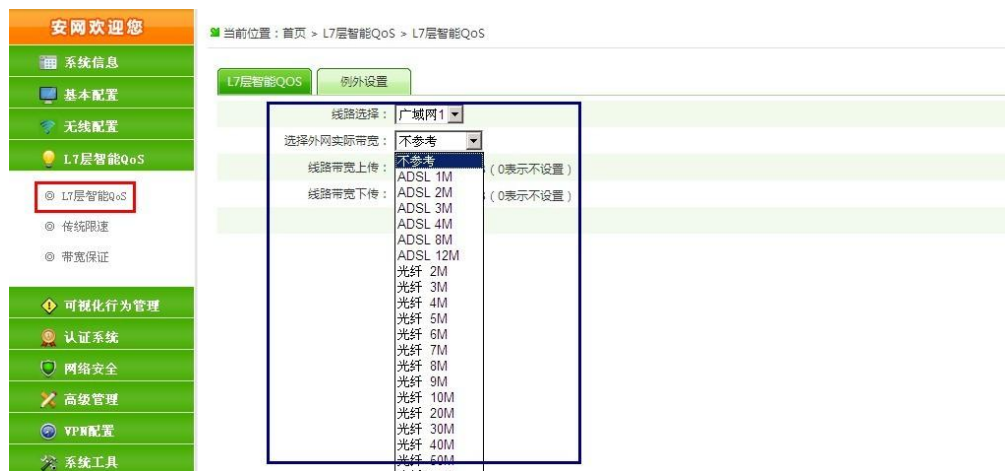 安网欢迎您
当前位置：首页 > L7层智能QoS > L7层智能QoS
系统信息
基本配置
无线配置
L7层智能QoS
L7层智能QoS
传统限速
带宽保证
可视化行为管理
认证系统
网络安全
高级管理
VPN配置
系统工具
L7层智能QOS
例外设置
线路选择： 广域网1
选择外网实际带宽： 不参考
线路带宽上传： （0表示不设置）
线路带宽下传： （0表示不设置）
不参考
ADSL 1M
ADSL 2M
ADSL 3M
ADSL 4M
ADSL 8M
ADSL 12M
光纤 2M
光纤 3M
光纤 4M
光纤 5M
光纤 6M
光纤 7M
光纤 8M
光纤 9M
光纤 10M
光纤 20M
光纤 30M
光纤 40M
光纤 50M